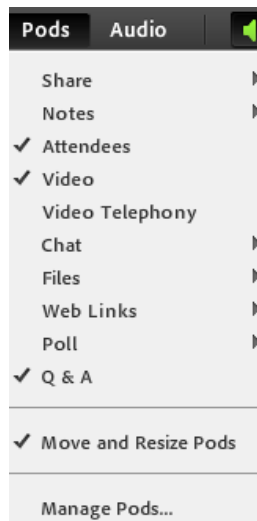 Pods Audio
Share
Notes
Attendees
Video
Video Telephony
Chat
Files
Web Links
Poll
Q & A
Move and Resize Pods
Manage Pods...